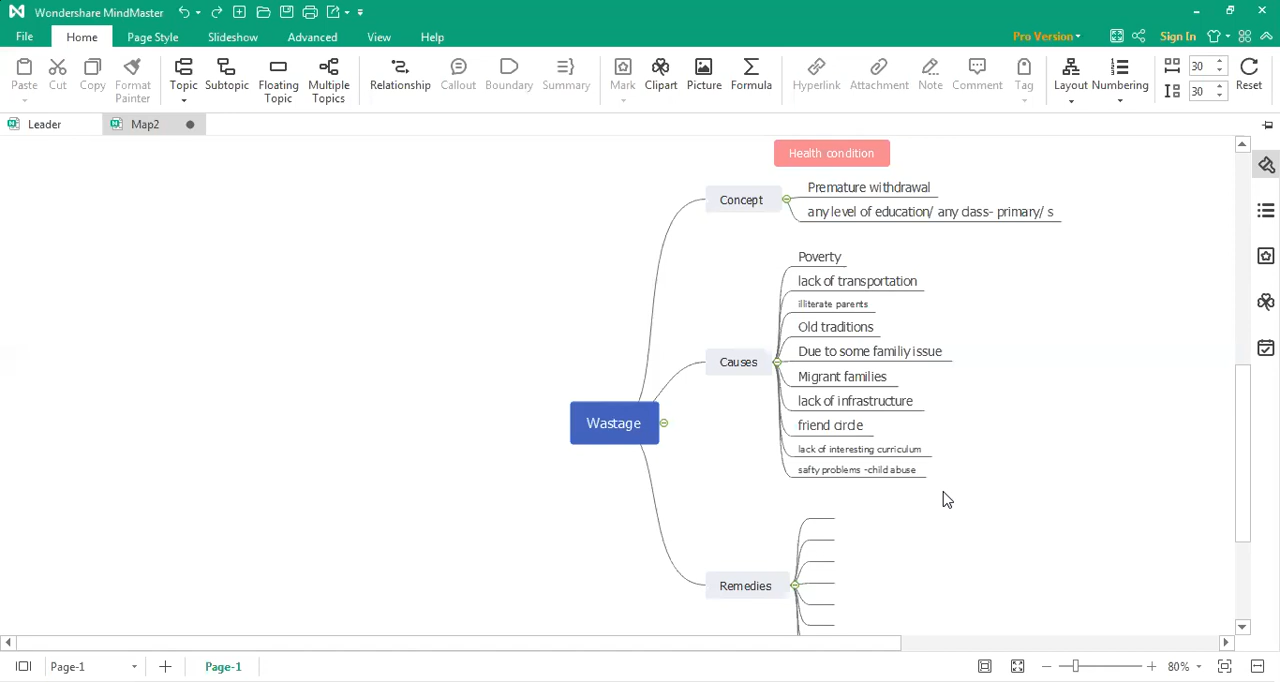 Wondershare MindMaster
File Home Page Style Slideshow Advanced View Help Pro Version Sign In
Paste Cut Copy Format Painter Topic Subtopic Floating Topic Multiple Topics Relationship Callout Boundary Summary Mark Clipart Picture Formula Hyperlink Attachment Note Comment Tag Layout Numbering 30 30 Reset
Leader Map2
Health condition
Concept
Premature withdrawal
any level of education/ any class- primary/ s
Poverty
lack of transportation
illiterate parents
Old traditions
Due to some familiy issue
Causes
Migrant families
lack of infrastructure
friend circle
lack of interesting curriculum
safty problems -child abuse
Wastage
Remedies
Page-1 Page-1 80%